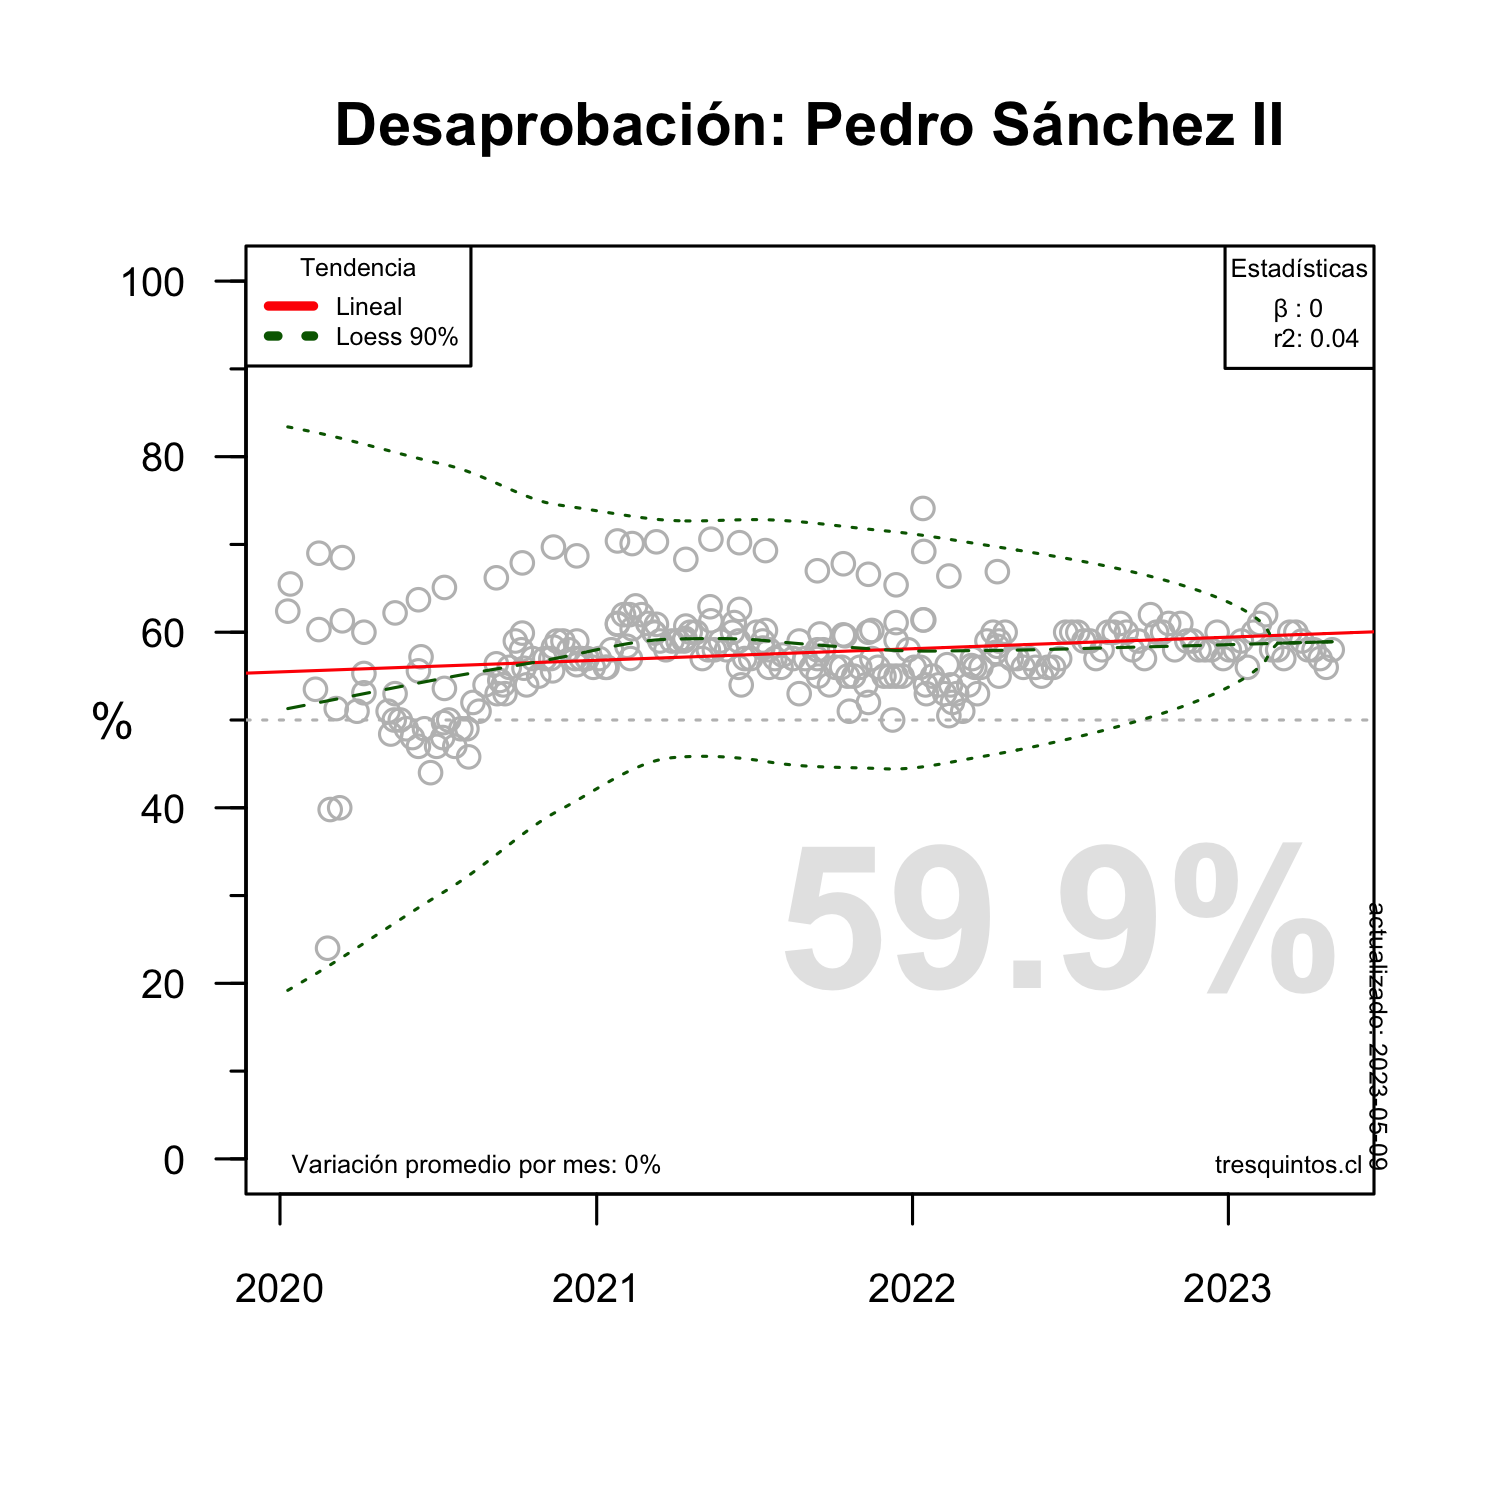 Desaprobación: Pedro Sánchez II
Tendencia
Lineal
Loess 90%
Estadísticas
β : 0
r2: 0.04
100
80
60
40
20
0
%
59.9%
actualizado: 2023-05-09
Variación promedio por mes: 0%
tresquintos.cl
2020
2021
2022
2023